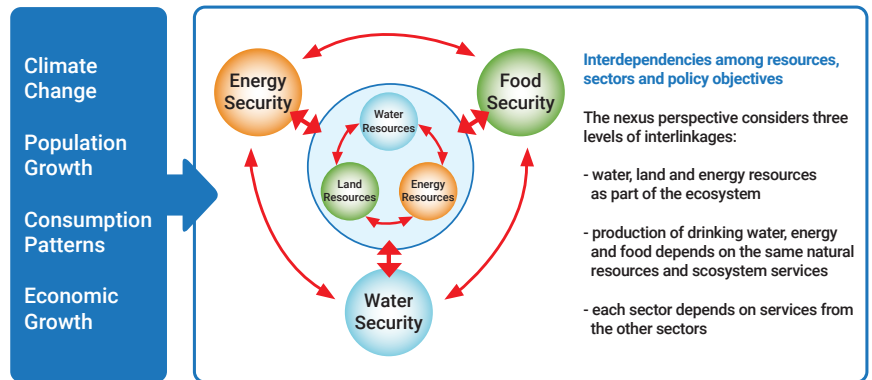 Climate
Change
Population
Growth
Consumption
Patterns
Economic
Growth
Energy
Security
Food
Security
Water
Resources
Land
Resources
Energy
Resources
Water
Security
Interdependencies among resources,
sectors and policy objectives
The nexus perspective considers three
levels of interlinkages:
- water, land and energy resources
as part of the ecosystem
- production of drinking water, energy
and food depends on the same natural
resources and scosystem services
- each sector depends on services from
the other sectors